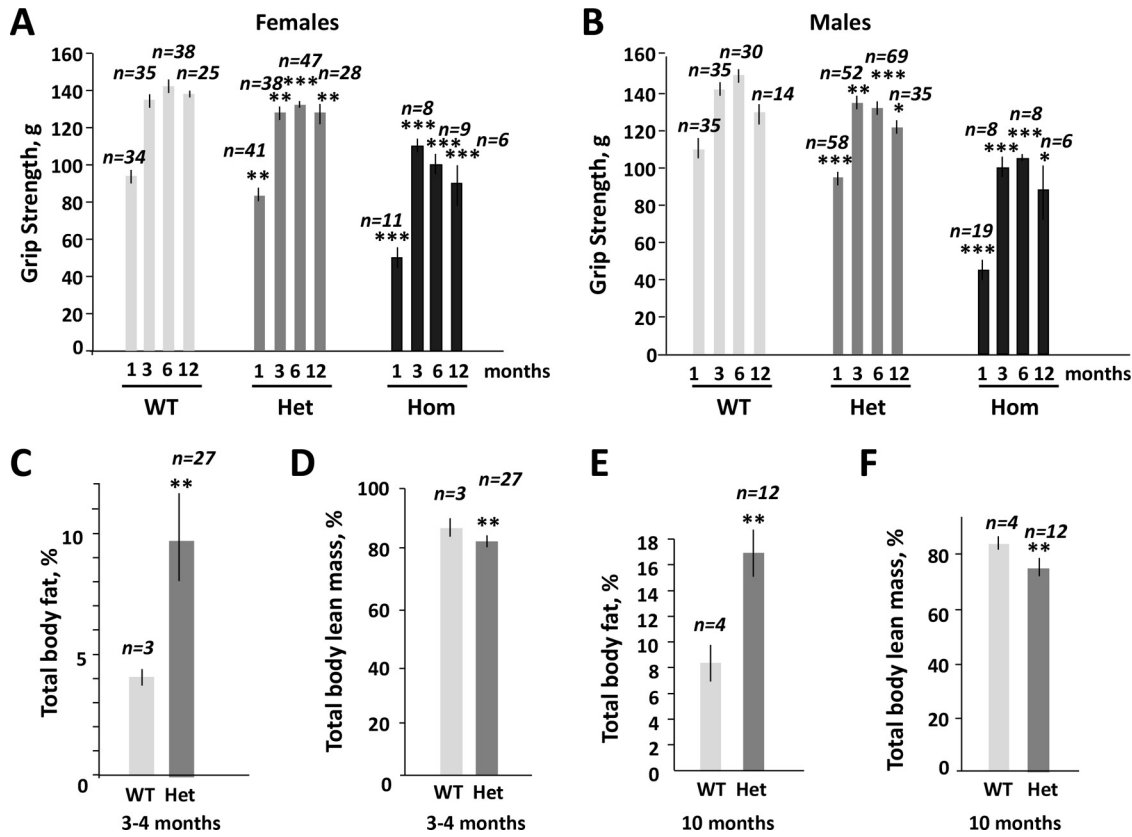 A
Females
Grip Strength, g
160
140
120
100
80
60
40
20
0
n=34
n=35
n=38
n=25
n=41
**
n=38
**
n=47
***
n=28
**
n=11
***
n=8
***
n=9
***
n=6
***
1 3 6 12
1 3 6 12
1 3 6 12
months
WT
Het
Hom
B
Males
Grip Strength, g
160
140
120
100
80
60
40
20
0
n=35
n=35
n=30
n=14
n=58
***
n=52
**
n=69
***
n=35
*
n=19
***
n=8
***
n=8
***
n=6
*
1 3 6 12
1 3 6 12
1 3 6 12
months
WT
Het
Hom
C
Total body fat, %
10
5
0
n=3
n=27
**
WT Het
3-4 months
D
Total body lean mass, %
100
80
60
40
20
0
n=3
n=27
**
WT Het
3-4 months
E
Total body fat, %
18
16
14
12
10
8
6
4
2
0
n=4
n=12
**
WT Het
10 months
F
Total body lean mass, %
80
60
40
20
0
n=4
n=12
**
WT Het
10 months